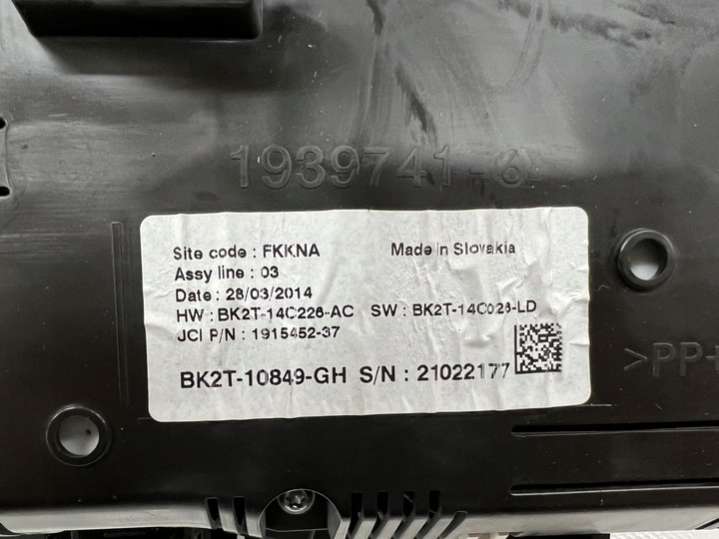 1939741-6
Site code : FKKNA Made in Slovakia
Assy line : 03
Date : 28/03/2014
HW : BK2T-14C226-AC SW : BK2T-14C026-LD
JCI P/N : 1915452-37
BK2T-10849-GH S/N : 21022177
>PP-